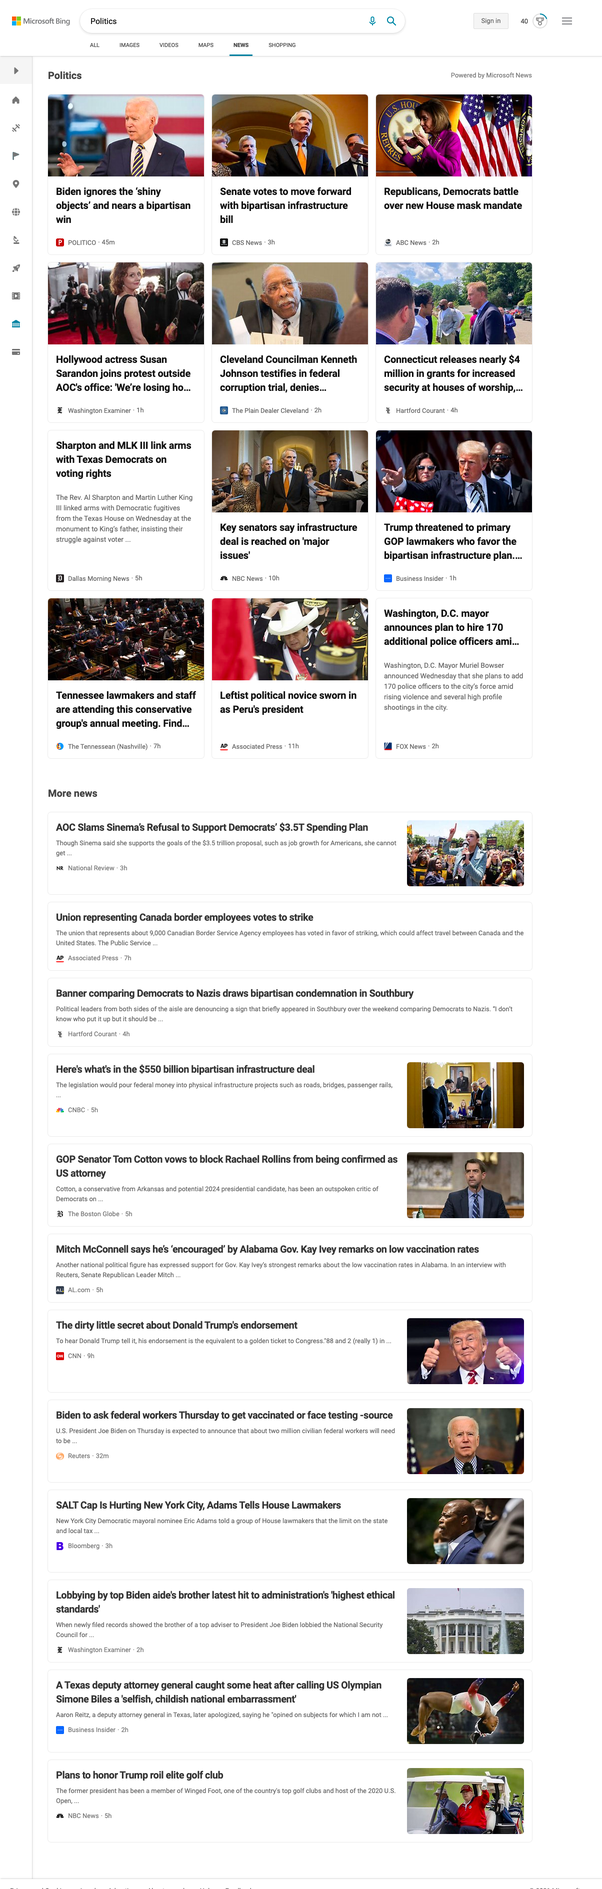 Microsoft Bing
Politics
Sign in
40
ALL IMAGES VIDEOS MAPS NEWS SHOPPING
Politics
Powered by Microsoft News
Biden ignores the 'shiny
objects' and nears a bipartisan
win
POLITICO · 45m
Senate votes to move forward
with bipartisan infrastructure
bill
CBS News · 3h
Republicans, Democrats battle
over new House mask mandate
ABC News · 2h
Hollywood actress Susan
Sarandon joins protest outside
AOC's office: 'We're losing ho...
Washington Examiner · 1h
Cleveland Councilman Kenneth
Johnson testifies in federal
corruption trial, denies...
The Plain Dealer Cleveland · 2h
Connecticut releases nearly $4
million in grants for increased
security at houses of worship,...
Hartford Courant · 4h
Sharpton and MLK III link arms
with Texas Democrats on
voting rights
The Rev. Al Sharpton and Martin Luther King
III linked arms with Democratic fugitives
from the Texas House on Wednesday at the
monument to King's father, insisting their
struggle against voter ...
Dallas Morning News · 5h
Key senators say infrastructure
deal is reached on 'major
issues'
NBC News · 10h
Trump threatened to primary
GOP lawmakers who favor the
bipartisan infrastructure plan....
Business Insider · 1h
Tennessee lawmakers and staff
are attending this conservative
group's annual meeting. Find...
The Tennessean (Nashville) · 7h
Leftist political novice sworn in
as Peru's president
AP Associated Press · 11h
Washington, D.C. mayor
announces plan to hire 170
additional police officers ami...
Washington, D.C. Mayor Muriel Bowser
announced Wednesday that she plans to add
170 police officers to the city's force amid
rising violence and several high profile
shootings in the city.
FOX News · 2h
More news
AOC Slams Sinema's Refusal to Support Democrats' $3.5T Spending Plan
Though Sinema said she supports the goals of the $3.5 trillion proposal, such as job growth for Americans, she cannot
get ...
NR National Review · 3h
Union representing Canada border employees votes to strike
The union that represents about 9,000 Canadian Border Service Agency employees has voted in favor of striking, which could affect travel between Canada and the
United States. The Public Service ...
AP Associated Press · 7h
Banner comparing Democrats to Nazis draws bipartisan condemnation in Southbury
Political leaders from both sides of the aisle are denouncing a sign that briefly appeared in Southbury over the weekend comparing Democrats to Nazis. "I don't
know who put it up but it should be ...
Hartford Courant · 4h
Here's what's in the $550 billion bipartisan infrastructure deal
The legislation would pour federal money into physical infrastructure projects such as roads, bridges, passenger rails,
...
CNBC · 5h
GOP Senator Tom Cotton vows to block Rachael Rollins from being confirmed as
US attorney
Cotton, a conservative from Arkansas and potential 2024 presidential candidate, has been an outspoken critic of
Democrats on ...
B The Boston Globe · 5h
Mitch McConnell says he's 'encouraged' by Alabama Gov. Kay Ivey remarks on low vaccination rates
Another national political figure has expressed support for Gov. Kay Ivey's strongest remarks about the low vaccination rates in Alabama. In an interview with
Reuters, Senate Republican Leader Mitch ...
AL. AL.com · 5h
The dirty little secret about Donald Trump's endorsement
To hear Donald Trump tell it, his endorsement is the equivalent to a golden ticket to Congress."88 and 2 (really 1) in ...
CNN CNN · 9h
Biden to ask federal workers Thursday to get vaccinated or face testing -source
U.S. President Joe Biden on Thursday is expected to announce that about two million civilian federal workers will need
to be ...
Reuters · 32m
SALT Cap Is Hurting New York City, Adams Tells House Lawmakers
New York City Democratic mayoral nominee Eric Adams told a group of House lawmakers that the limit on the state
and local tax ...
B Bloomberg · 3h
Lobbying by top Biden aide's brother latest hit to administration's 'highest ethical
standards'
When newly filed records showed the brother of a top adviser to President Joe Biden lobbied the National Security
Council for ...
Washington Examiner · 2h
A Texas deputy attorney general caught some heat after calling US Olympian
Simone Biles a 'selfish, childish national embarrassment'
Aaron Reitz, a deputy attorney general in Texas, later apologized, saying he "opined on subjects for which I am not ...
Business Insider · 2h
Plans to honor Trump roil elite golf club
The former president has been a member of Winged Foot, one of the country's top golf clubs and host of the 2020 U.S.
Open, ...
NBC News · 5h